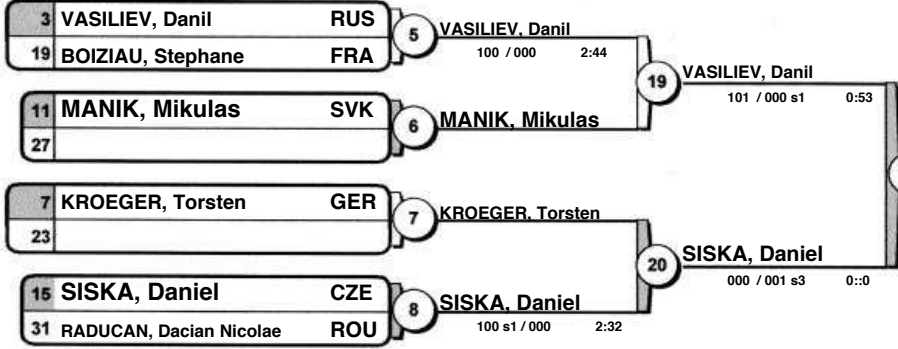 3 VASILIEV, Danil RUS
19 BOIZIAU, Stephane FRA
5 VASILIEV, Danil
100 / 000 2:44
11 MANIK, Mikulas SVK
27
6 MANIK, Mikulas
19 VASILIEV, Danil
101 / 000 s1 0:53
7 KROEGER, Torsten GER
23
7 KROEGER, Torsten
15 SISKA, Daniel CZE
31 RADUCAN, Dacian Nicolae ROU
8 SISKA, Daniel
100 s1 / 000 2:32
20 SISKA, Daniel
000 / 001 s3 0::0